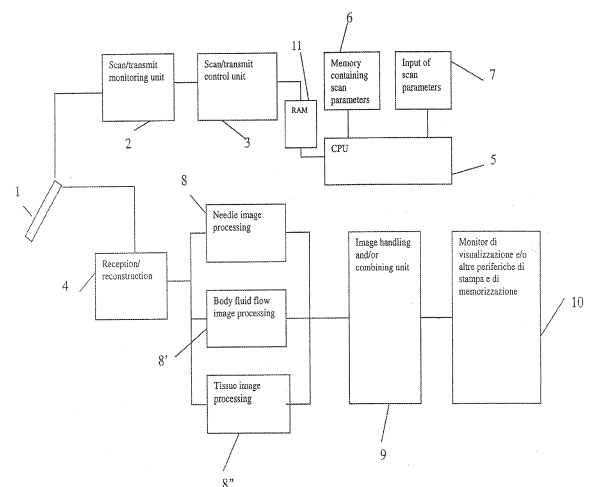 6
11
Scan/transmit
monitoring unit
Scan/transmit
control unit
Memory
containing
scan
parameters
Input of
scan
parameters
7
RAM
2
3
CPU
5
1
8
Needle image
processing
Image handling
and/or
combining unit
Monitor di
visualizzazione e/o
altre periferiche di
stampa e di
memorizzazione
Reception/
reconstruction
4
Body fluid flow
image processing
10
8'
Tissue image
processing
9
8"